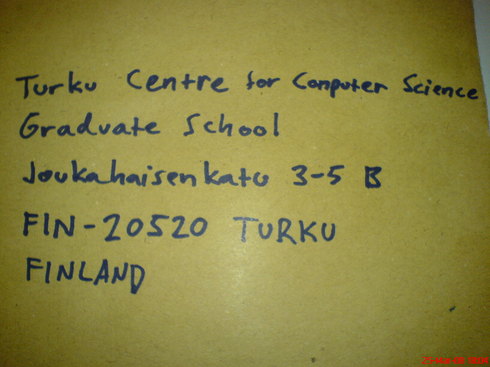 Turku Centre for Computer Science
Graduate School
Joukahaisenkatu 3-5 B
FIN-20520 TURKU
FINLAND